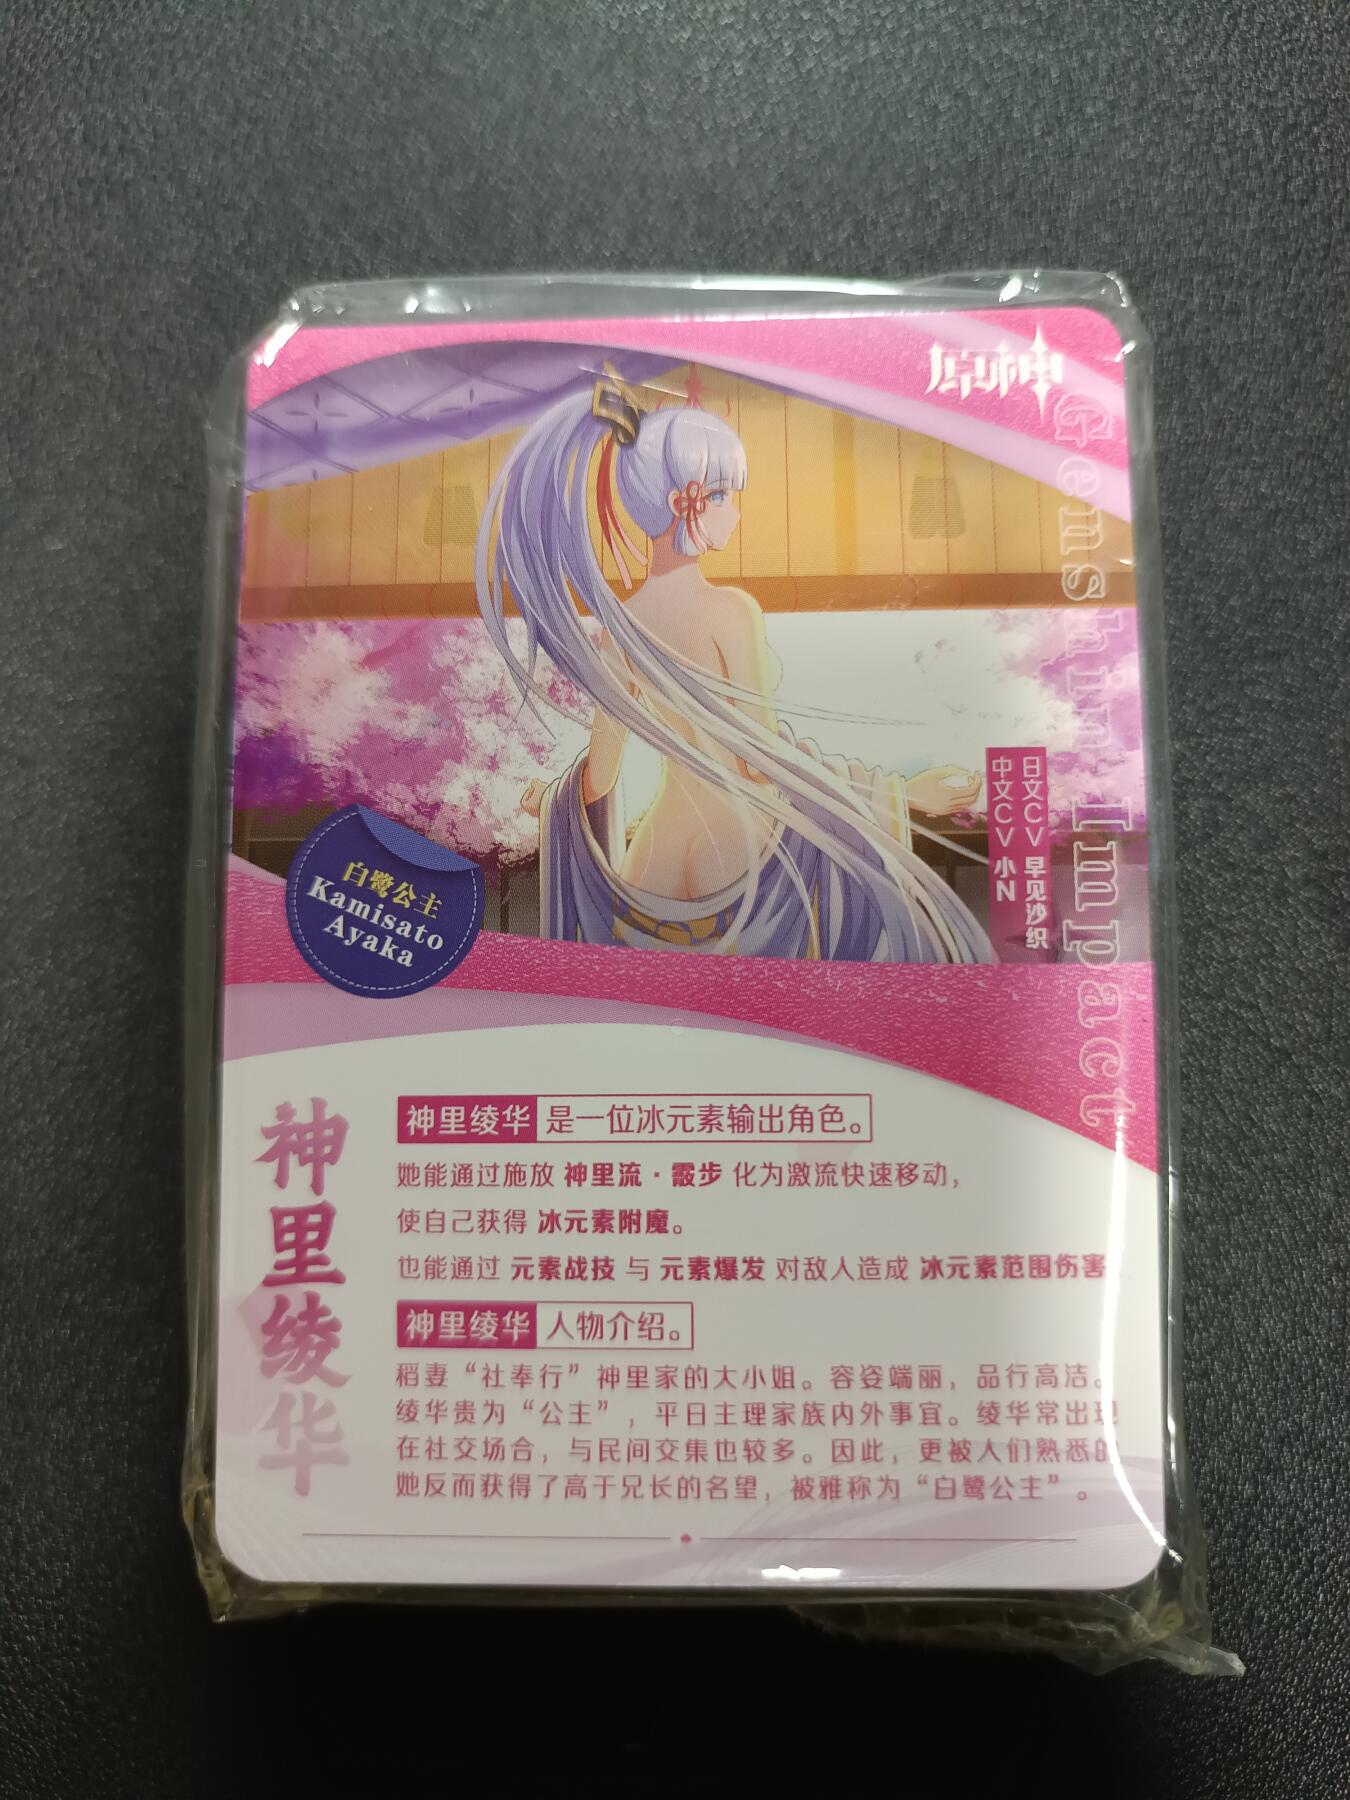 原神
Genshin Impact
日文CV 早见沙织
中文CV 小N
白鹭公主
Kamisato
Ayaka
神里绫华
神里绫华 是一位冰元素输出角色。
她能通过施放 神里流·霰步 化为激流快速移动，
使自己获得 冰元素附魔。
也能通过 元素战技 与 元素爆发 对敌人造成 冰元素范围伤害
神里绫华 人物介绍。
稻妻“社奉行”神里家的大小姐。容姿端丽，品行高洁。
绫华贵为“公主”，平日主理家族内外事宜。绫华常出现
在社交场合，与民间交集也较多。因此，更被人们熟悉的
她反而获得了高于兄长的名望，被雅称为“白鹭公主”。